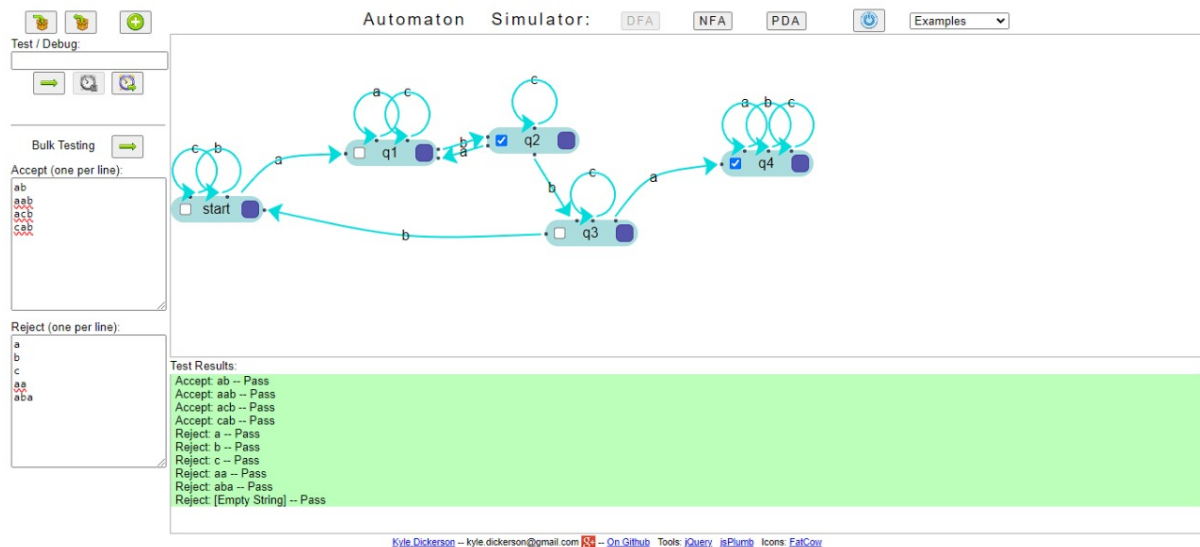 Automaton Simulator: DFA NFA PDA Examples
Test / Debug:
Bulk Testing
Accept (one per line):
ab
aab
acb
cab
Reject (one per line):
a
b
c
aa
aba
c b
start
a
a c
q1
b
a
c
q2
b
c
q3
b
a
a b c
q4
Test Results:
Accept: ab -- Pass
Accept: aab -- Pass
Accept: acb -- Pass
Accept: cab -- Pass
Reject: a -- Pass
Reject: b -- Pass
Reject: c -- Pass
Reject: aa -- Pass
Reject: aba -- Pass
Reject: [Empty String] -- Pass
Kyle Dickerson -- kyle.dickerson@gmail.com g+ -- On Github Tools: jQuery jsPlumb Icons: FatCow